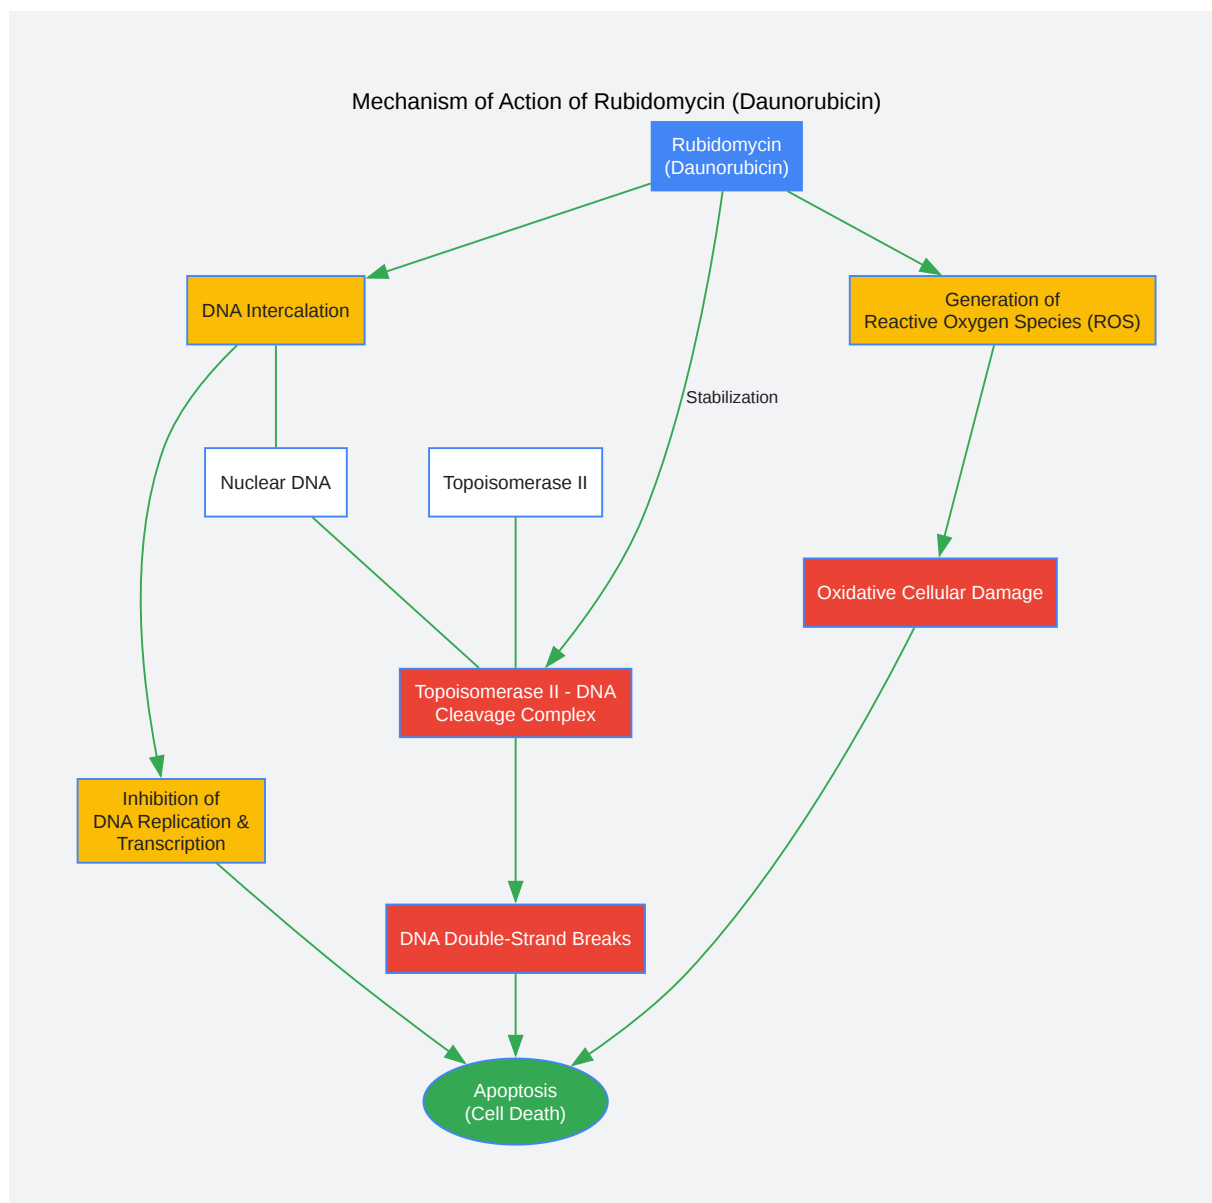 Mechanism of Action of Rubidomycin (Daunorubicin)
Rubidomycin
(Daunorubicin)
DNA Intercalation
Generation of
Reactive Oxygen Species (ROS)
Stabilization
Nuclear DNA
Topoisomerase II
Oxidative Cellular Damage
Topoisomerase II - DNA
Cleavage Complex
Inhibition of
DNA Replication &
Transcription
DNA Double-Strand Breaks
Apoptosis
(Cell Death)